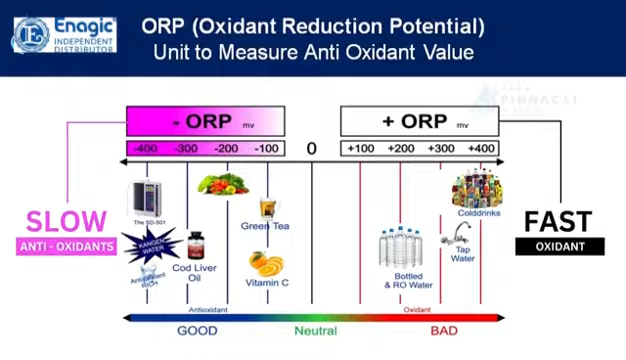 Enagic
INDEPENDENT
DISTRIBUTOR
ORP (Oxidant Reduction Potential)
Unit to Measure Anti Oxidant Value
PINNACLE
- ORP mv
+ ORP mv
-400 -300 -200 -100 0 +100 +200 +300 +400
SLOW
ANTI - OXIDANTS
FAST
OXIDANT
The SD-501
KANGEN
WATER
Antioxidant
RICH
Cod Liver
Oil
Green Tea
Vitamin C
Bottled
& RO Water
Tap
Water
Colddrinks
Antioxidant Oxidant
GOOD Neutral BAD